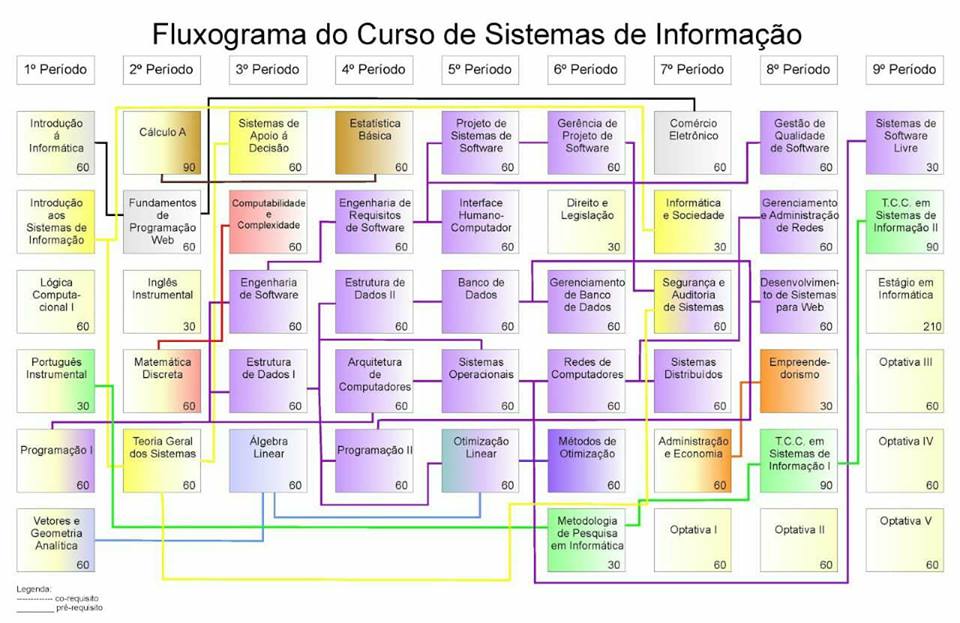 Fluxograma do Curso de Sistemas de Informação
1º Período
2º Período
3º Período
4º Período
5º Período
6º Período
7º Período
8º Período
9º Período
Introdução
á
Informática
60
Cálculo A
90
Sistemas de
Apoio á
Decisão
60
Estatística
Básica
60
Projeto de
Sistemas de
Software
60
Gerência de
Projeto de
Software
60
Comércio
Eletrônico
60
Gestão de
Qualidade
de Software
60
Sistemas de
Software
Livre
30
Introdução
aos
Sistemas de
Informação
60
Fundamentos
de
Programação
Web
60
Computabilidade
e
Complexidade
60
Engenharia de
Requisitos
de Software
60
Interface
Humano-
Computador
60
Direito e
Legislação
30
Informática
e Sociedade
30
Gerenciamento
e Administração
de Redes
60
T.C.C. em
Sistemas de
Informação II
90
Lógica
Computa-
cional I
60
Inglês
Instrumental
30
Engenharia
de Software
60
Estrutura de
Dados II
60
Banco de
Dados
60
Gerenciamento
de Banco
de Dados
60
Segurança e
Auditoria
de Sistemas
60
Desenvolvimen-
to de Sistemas
para Web
60
Estágio em
Informática
210
Português
Instrumental
30
Matemática
Discreta
60
Estrutura
de Dados I
60
Arquitetura
de
Computadores
60
Sistemas
Operacionais
60
Redes de
Computadores
60
Sistemas
Distribuídos
60
Empreende-
dorismo
30
Optativa III
60
Programação I
60
Teoria Geral
dos Sistemas
60
Álgebra
Linear
60
Programação II
60
Otimização
Linear
60
Métodos de
Otimização
60
Administração
e Economia
60
T.C.C. em
Sistemas de
Informação I
90
Optativa IV
60
Vetores e
Geometria
Analítica
60
Metodologia
de Pesquisa
em Informática
30
Optativa I
60
Optativa II
60
Optativa V
60
Legenda:
------------- co-requisito
_________ pré-requisito